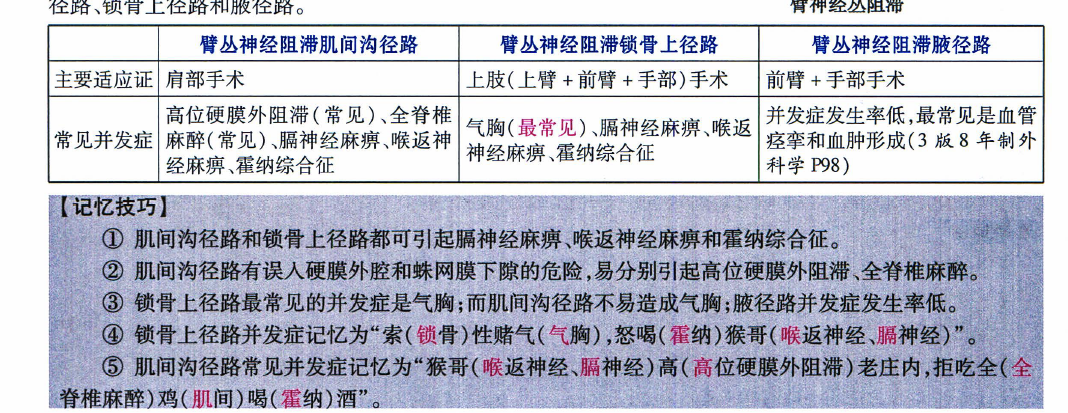 径路、锁骨上径路和腋径路。
臂神经丛阻滞
臂丛神经阻滞肌间沟径路 臂丛神经阻滞锁骨上径路 臂丛神经阻滞腋径路
主要适应证 肩部手术 上肢(上臂+前臂+手部)手术 前臂+手部手术
常见并发症
高位硬膜外阻滞(常见)、全脊椎
麻醉(常见)、膈神经麻痹、喉返神
经麻痹、霍纳综合征
气胸(最常见)、膈神经麻痹、喉返
神经麻痹、霍纳综合征
并发症发生率低,最常见是血管
痉挛和血肿形成(3版8年制外
科学P98)
【记忆技巧】
① 肌间沟径路和锁骨上径路都可引起膈神经麻痹、喉返神经麻痹和霍纳综合征。
② 肌间沟径路有误入硬膜外腔和蛛网膜下隙的危险,易分别引起高位硬膜外阻滞、全脊椎麻醉。
③ 锁骨上径路最常见的并发症是气胸;而肌间沟径路不易造成气胸;腋径路并发症发生率低。
④ 锁骨上径路并发症记忆为“索(锁骨)性赌气(气胸),怒喝(霍纳)猴哥(喉返神经、膈神经)”。
⑤ 肌间沟径路常见并发症记忆为“猴哥(喉返神经、膈神经)高(高位硬膜外阻滞)老庄内,拒吃全(全
脊椎麻醉)鸡(肌间)喝(霍纳)酒”。